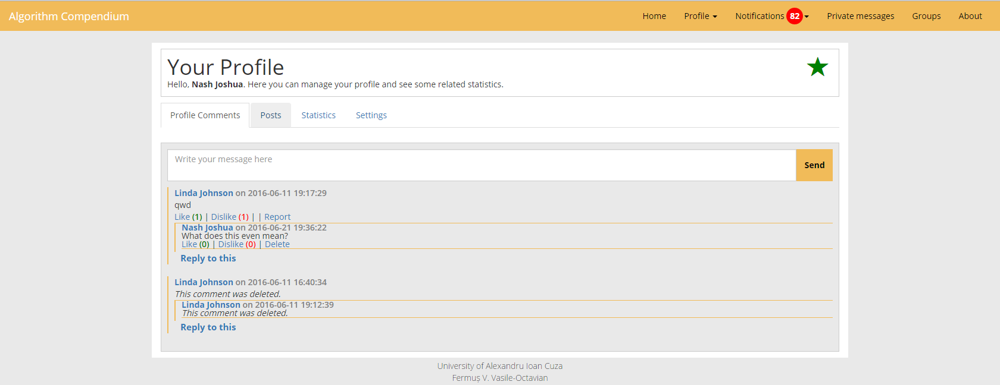 Algorithm Compendium Home Profile Notifications 82 Private messages Groups About
Your Profile
Hello, Nash Joshua. Here you can manage your profile and see some related statistics.
Profile Comments Posts Statistics Settings
Write your message here
Send
Linda Johnson on 2016-06-11 19:17:29
qwd
Like (1) | Dislike (1) | | Report
Nash Joshua on 2016-06-21 19:36:22
What does this even mean?
Like (0) | Dislike (0) | Delete
Reply to this
Linda Johnson on 2016-06-11 16:40:34
This comment was deleted.
Linda Johnson on 2016-06-11 19:12:39
This comment was deleted.
Reply to this
University of Alexandru Ioan Cuza
Fermuș V. Vasile-Octavian